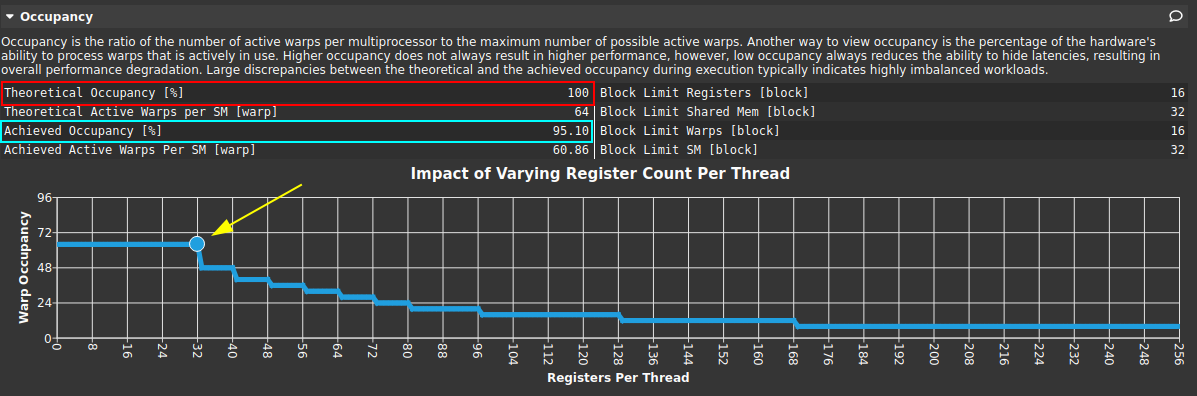 Occupancy
Occupancy is the ratio of the number of active warps per multiprocessor to the maximum number of possible active warps. Another way to view occupancy is the percentage of the hardware's
ability to process warps that is actively in use. Higher occupancy does not always result in higher performance, however, low occupancy always reduces the ability to hide latencies, resulting in
overall performance degradation. Large discrepancies between the theoretical and the achieved occupancy during execution typically indicates highly imbalanced workloads.
Theoretical Occupancy [%] 100 Block Limit Registers [block] 16
Theoretical Active Warps per SM [warp] 64 Block Limit Shared Mem [block] 32
Achieved Occupancy [%] 95.10 Block Limit Warps [block] 16
Achieved Active Warps Per SM [warp] 60.86 Block Limit SM [block] 32
Impact of Varying Register Count Per Thread
Warp Occupancy
96
72
48
24
0
0 8 16 24 32 40 48 56 64 72 80 88 96 104 112 120 128 136 144 152 160 168 176 184 192 200 208 216 224 232 240 248 256
Registers Per Thread